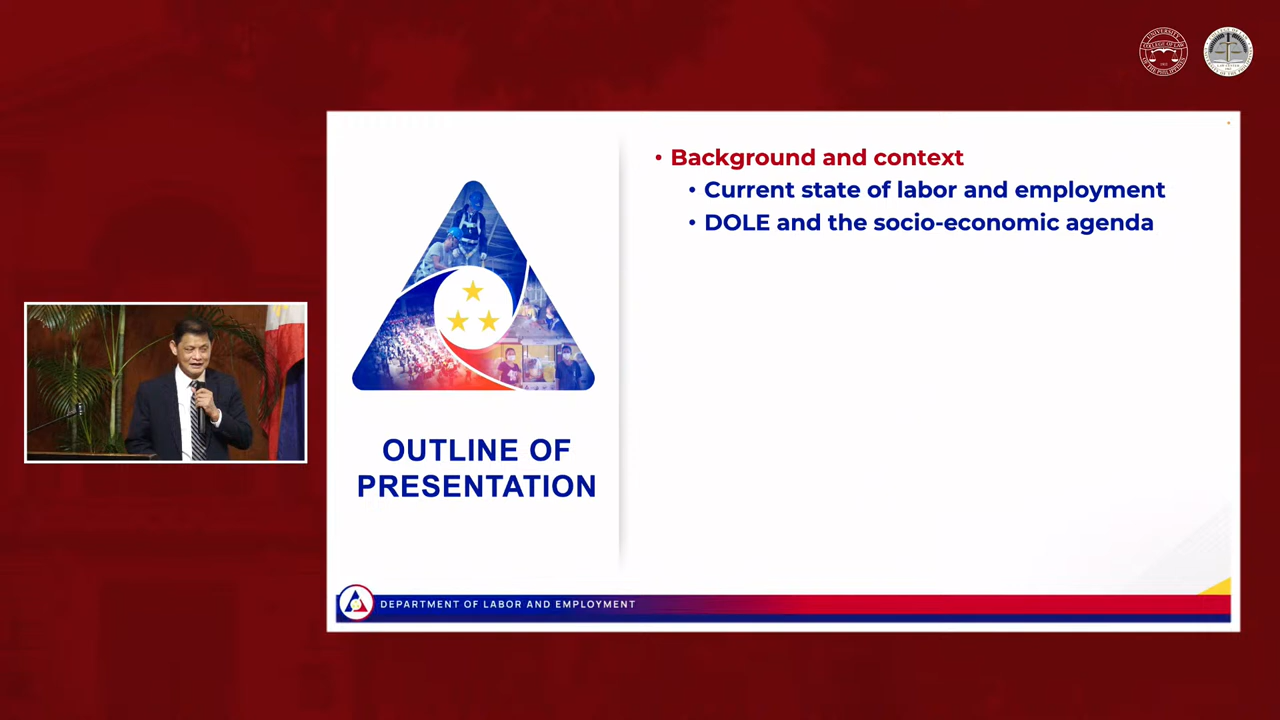 • Background and context
• Current state of labor and employment
• DOLE and the socio-economic agenda
OUTLINE OF
PRESENTATION
DEPARTMENT OF LABOR AND EMPLOYMENT